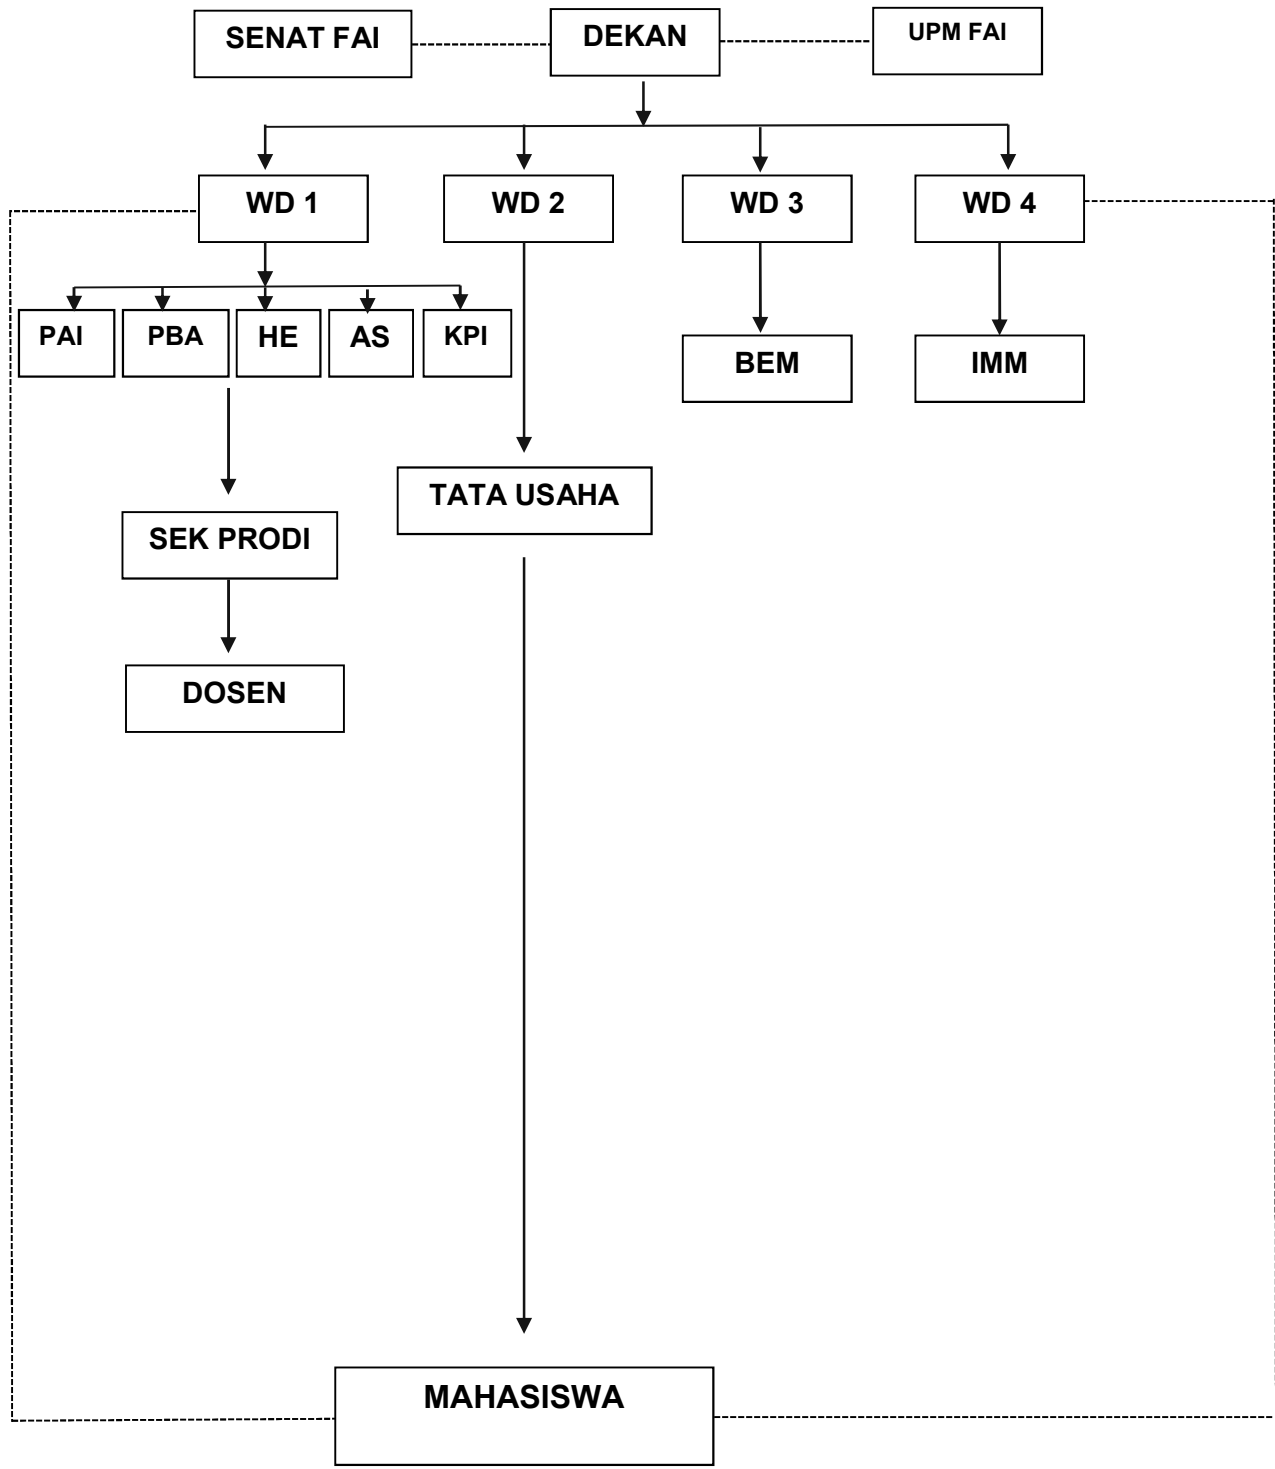 SENAT FAI
DEKAN
UPM FAI
WD 1
WD 2
WD 3
WD 4
PAI
PBA
HE
AS
KPI
BEM
IMM
TATA USAHA
SEK PRODI
DOSEN
MAHASISWA